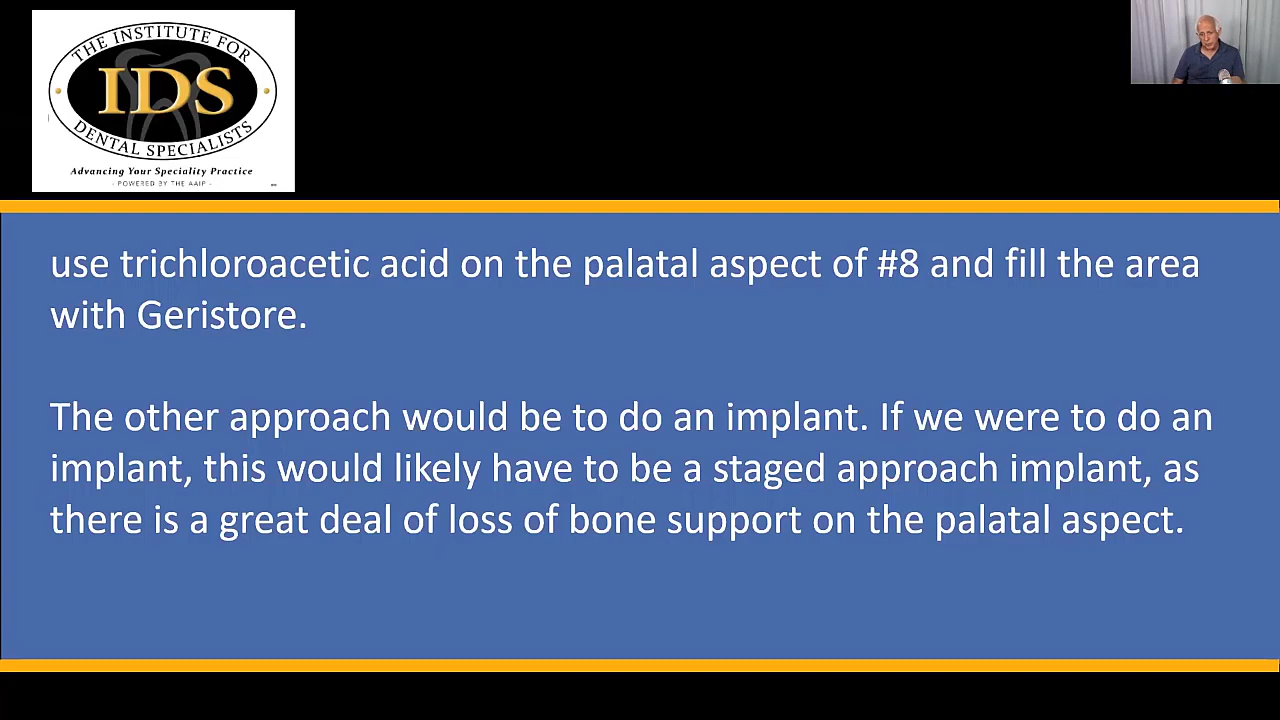 THE INSTITUTE FOR
IDS
DENTAL SPECIALISTS
Advancing Your Speciality Practice
- POWERED BY THE AAIP -
use trichloroacetic acid on the palatal aspect of #8 and fill the area
with Geristore.
The other approach would be to do an implant. If we were to do an
implant, this would likely have to be a staged approach implant, as
there is a great deal of loss of bone support on the palatal aspect.